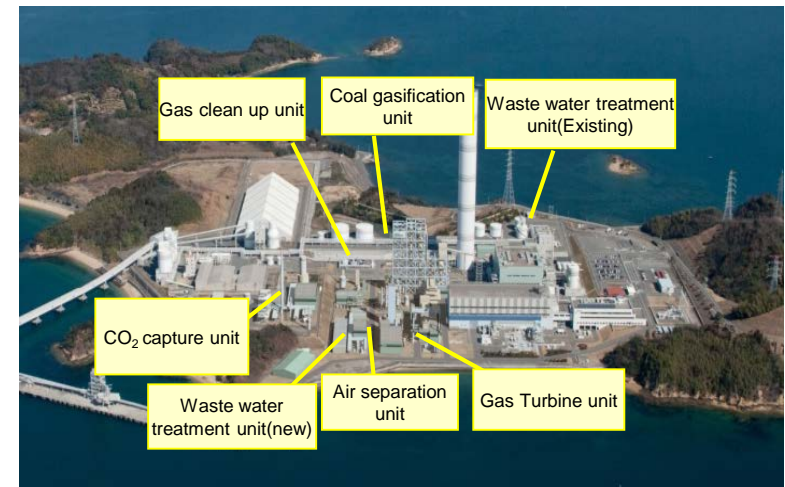 Gas clean up unit
Coal gasification
unit
Waste water treatment
unit(Existing)
CO₂ capture unit
Waste water
treatment unit(new)
Air separation
unit
Gas Turbine unit